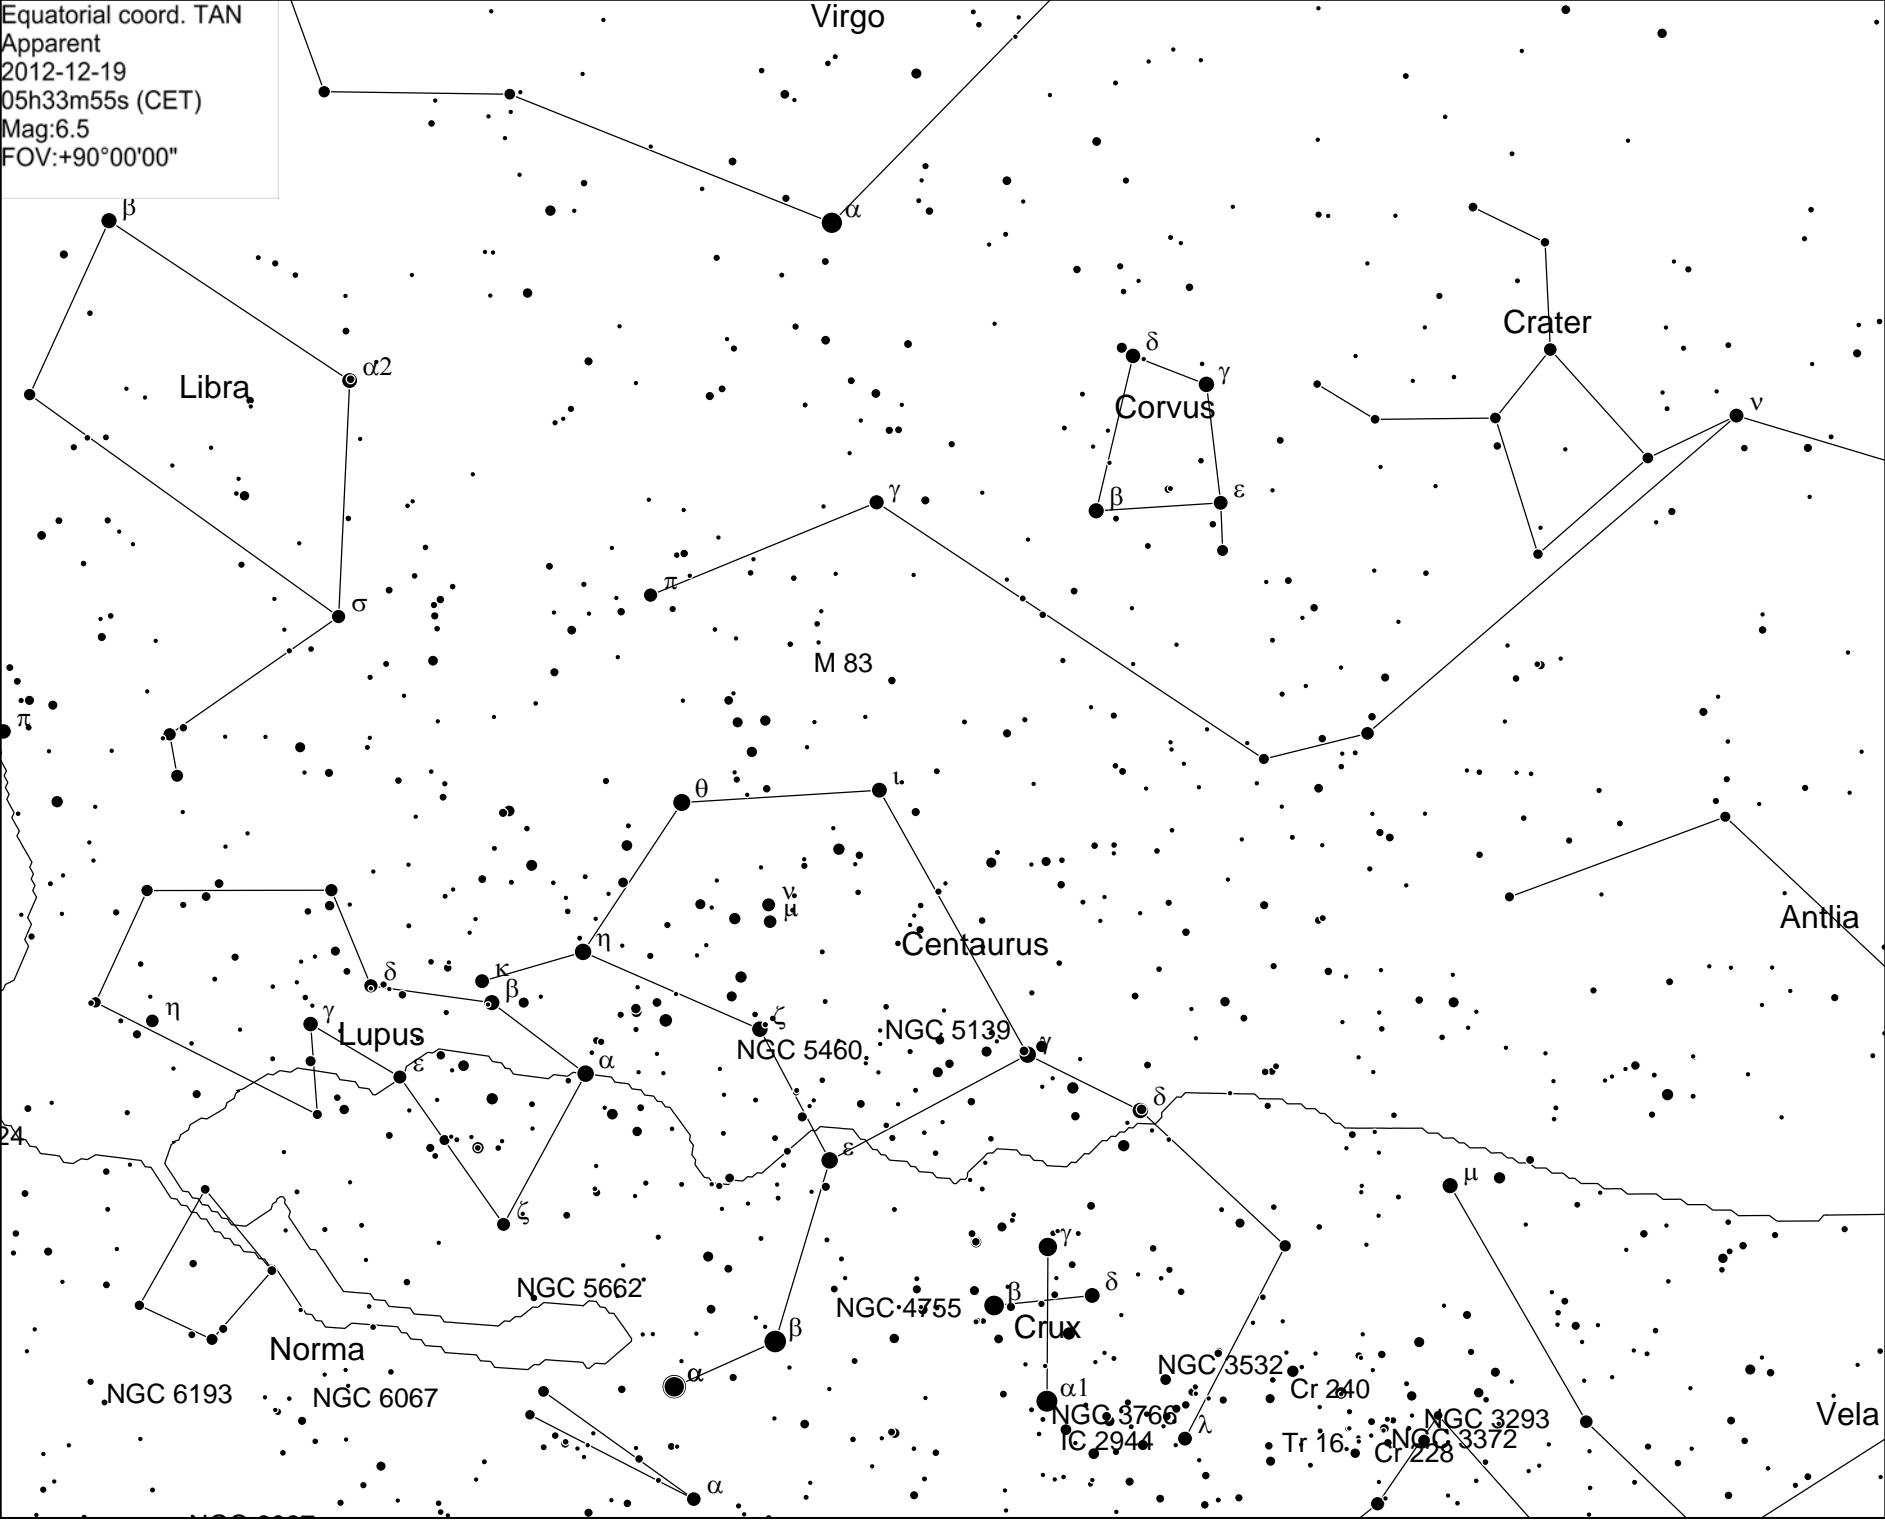 Equatorial coord. TAN
Apparent
2012-12-19
05h33m55s (CET)
Mag:6.5
FOV:+90°00'00"
Virgo
β
α
Crater
δ
α2
γ
Libra
Corvus
ν
γ
β
ε
π
σ
M 83
π
ι
θ
ν
μ
Antlia
η
Centaurus
κ
δ
β
η
γ
ζ
NGC 5139
Lupus
γ
NGC 5460
ε
α
δ
24
ε
μ
ζ
γ
δ
NGC 5662
β
NGC 4755
Crux
β
Norma
NGC 3532
α
Cr 240
α1
NGC 6193
NGC 6067
NGC 3766
Vela
NGC 3293
λ
IC 2944
Tr 16
NGC 3372
Cr 228
α